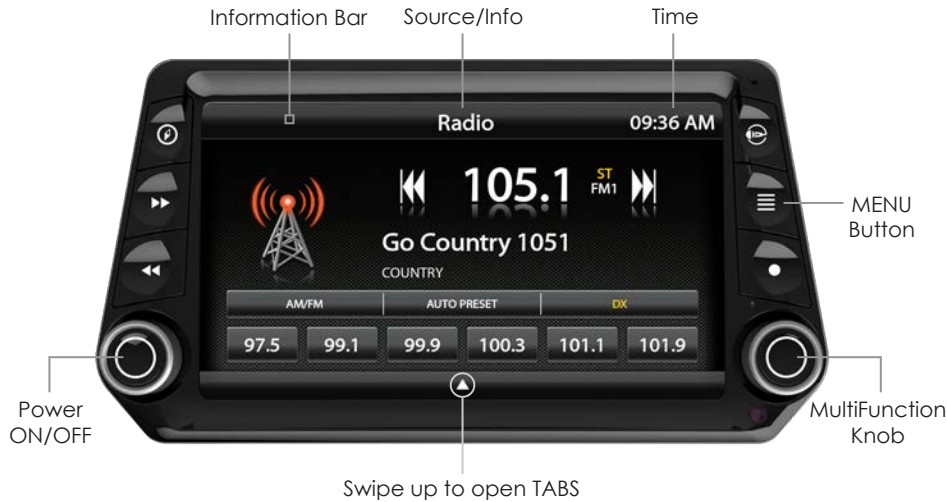 Information Bar
Source/Info
Time
Radio
09:36 AM
105.1
ST
FM1
Go Country 1051
COUNTRY
MENU
Button
AM/FM
AUTO PRESET
DX
97.5
99.1
99.9
100.3
101.1
101.9
Power
ON/OFF
MultiFunction
Knob
Swipe up to open TABS